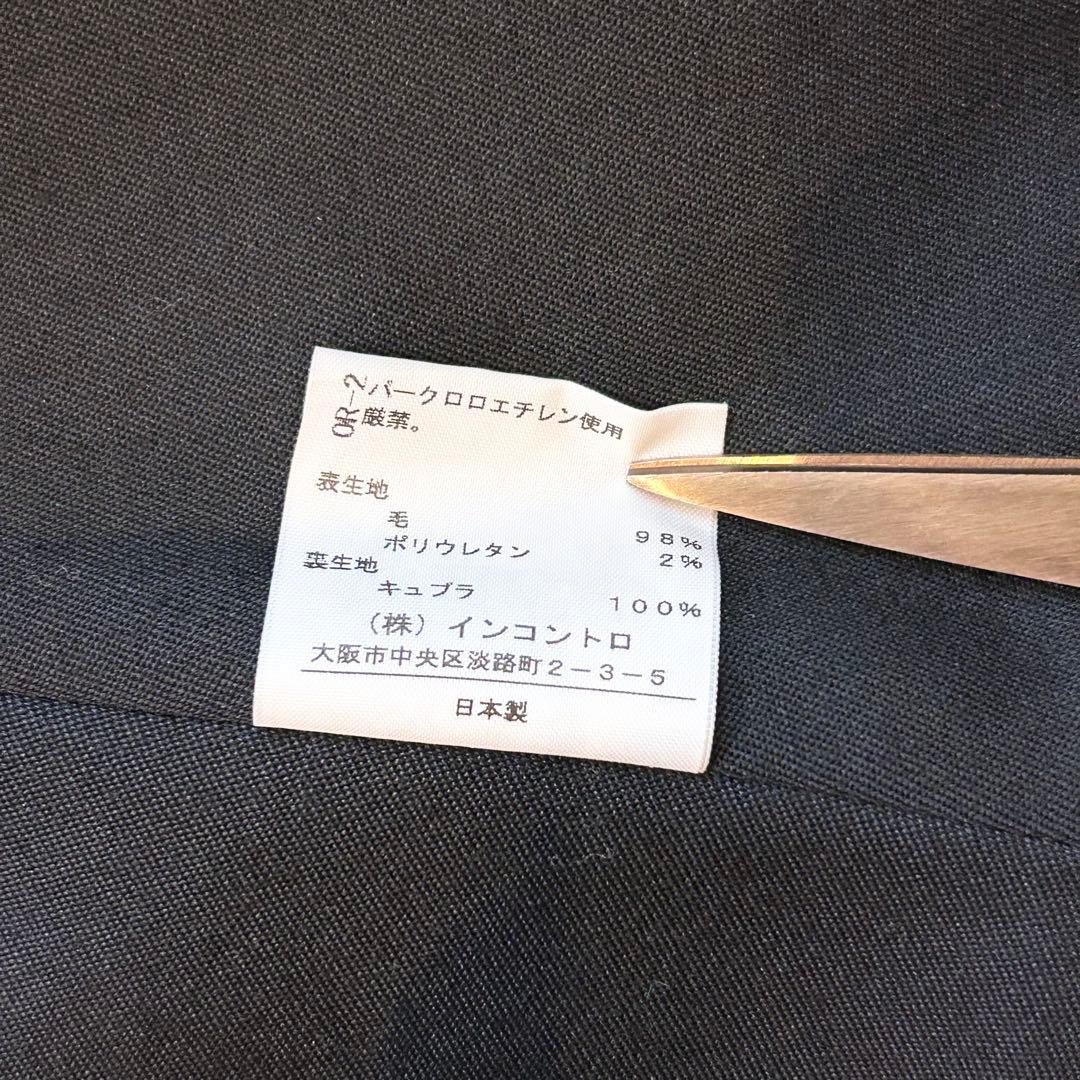 OR-2
パークロロエチレン使用
厳禁。
表生地
毛 98%
ポリウレタン 2%
裏生地
キュプラ 100%
(株)インコントロ
大阪市中央区淡路町2-3-5
日本製